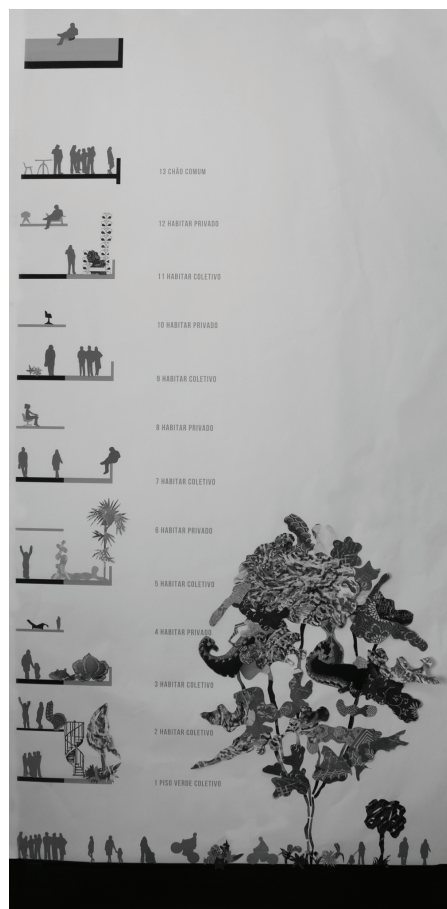 13 CHÃO COMUM
12 HABITAR PRIVADO
11 HABITAR COLETIVO
10 HABITAR PRIVADO
9 HABITAR COLETIVO
8 HABITAR PRIVADO
7 HABITAR COLETIVO
6 HABITAR PRIVADO
5 HABITAR COLETIVO
4 HABITAR PRIVADO
3 HABITAR COLETIVO
2 HABITAR COLETIVO
1 PISO VERDE COLETIVO